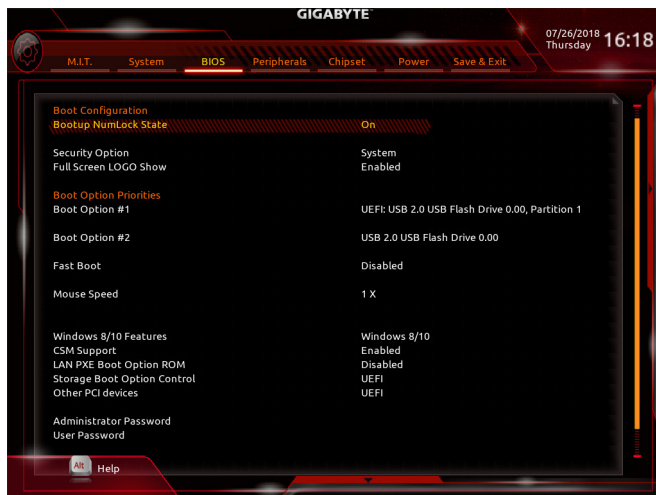 GIGABYTE™
07/26/2018 Thursday 16:18
M.I.T. System BIOS Peripherals Chipset Power Save & Exit
Boot Configuration
Bootup NumLock State On
Security Option System
Full Screen LOGO Show Enabled
Boot Option Priorities
Boot Option #1 UEFI: USB 2.0 USB Flash Drive 0.00, Partition 1
Boot Option #2 USB 2.0 USB Flash Drive 0.00
Fast Boot Disabled
Mouse Speed 1 X
Windows 8/10 Features Windows 8/10
CSM Support Enabled
LAN PXE Boot Option ROM Disabled
Storage Boot Option Control UEFI
Other PCI devices UEFI
Administrator Password
User Password
Alt Help